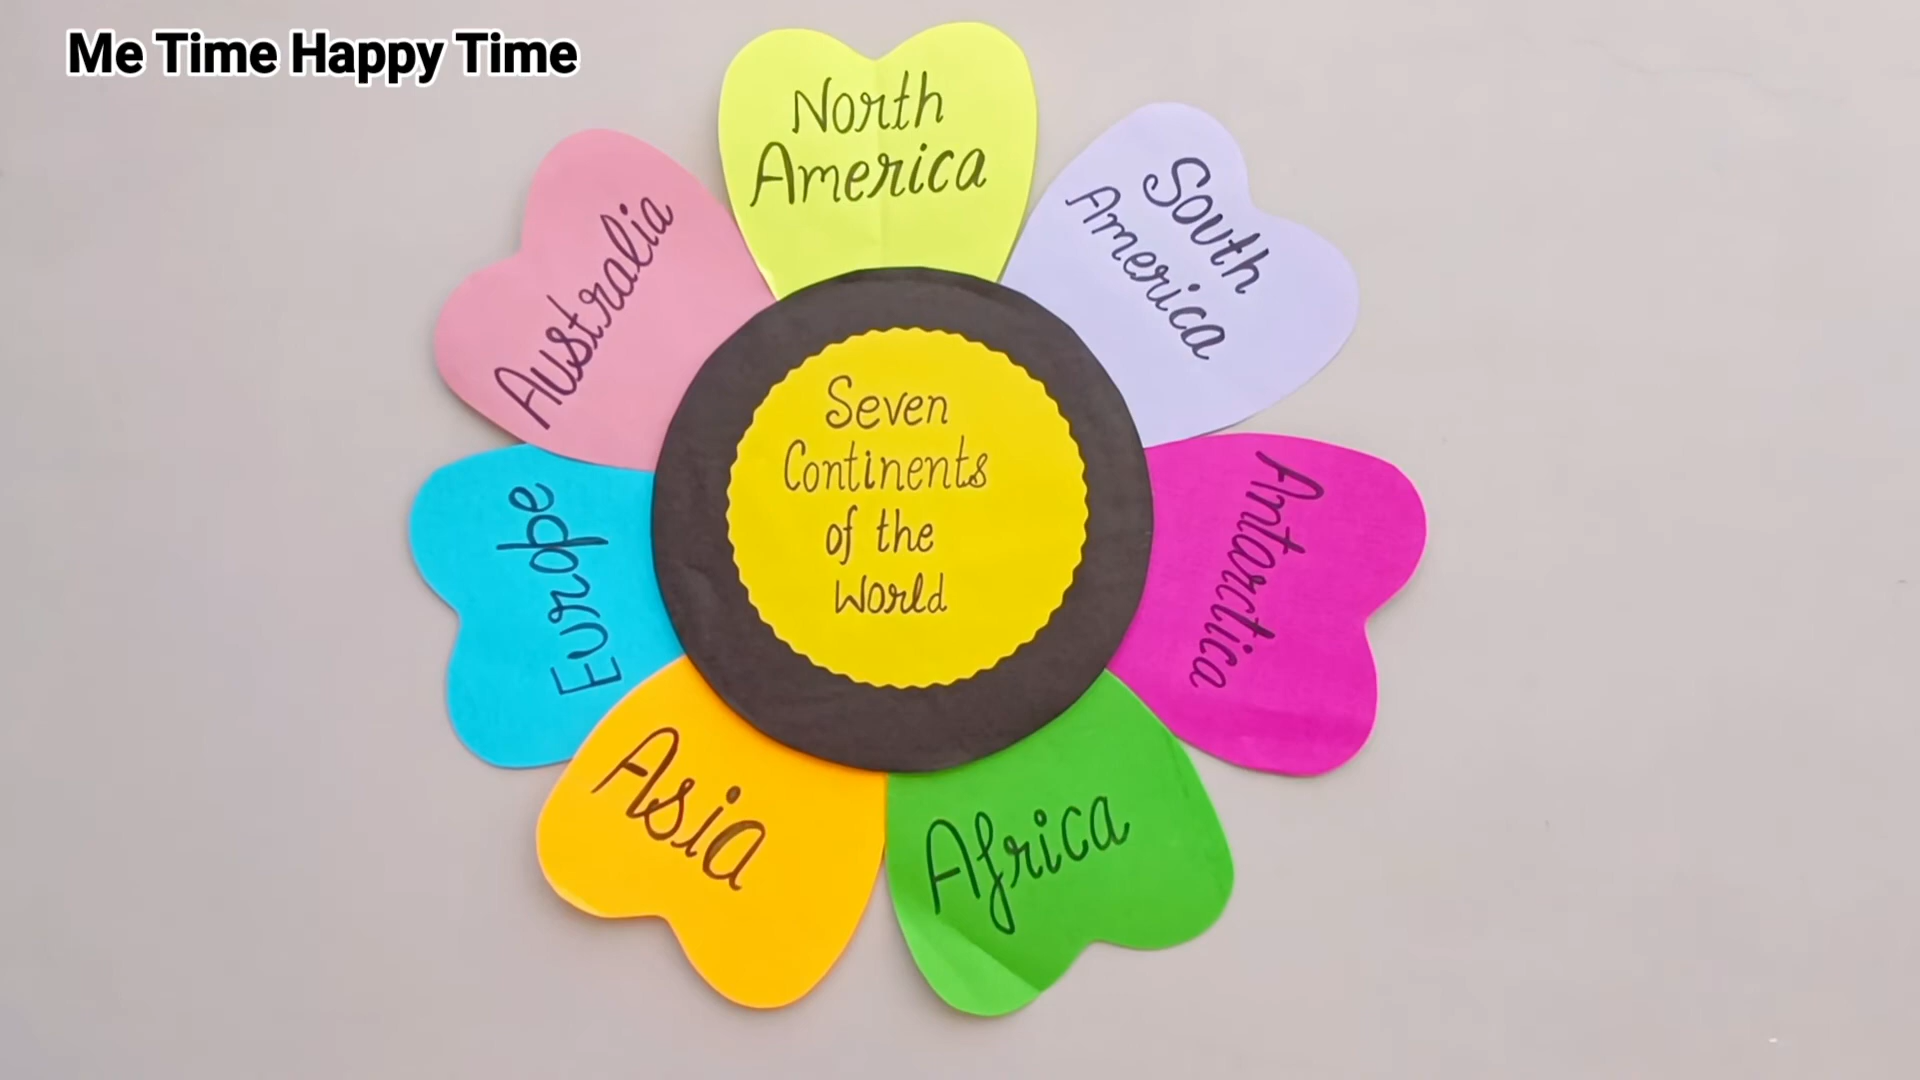 Me Time Happy Time
North
America
South
America
Antarctica
Africa
Asia
Europe
Australia
Seven
Continents
of the
World